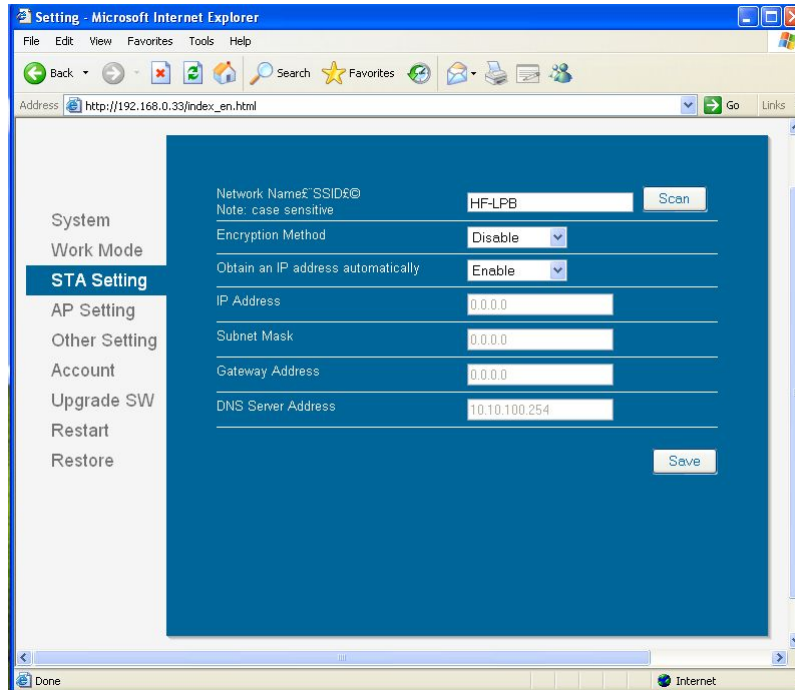 Setting - Microsoft Internet Explorer
File Edit View Favorites Tools Help
Back Search Favorites
Address http://192.168.0.33/index_en.html Go Links
System
Work Mode
STA Setting
AP Setting
Other Setting
Account
Upgrade SW
Restart
Restore
Network Name£¨SSID£©
Note: case sensitive
HF-LPB Scan
Encryption Method Disable
Obtain an IP address automatically Enable
IP Address 0.0.0.0
Subnet Mask 0.0.0.0
Gateway Address 0.0.0.0
DNS Server Address 10.10.100.254
Save
Done Internet